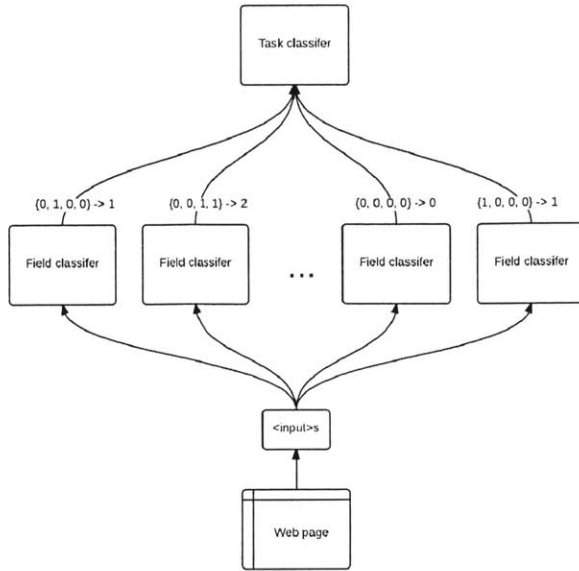 Task classifer
{0, 1, 0, 0} -> 1
{0, 0, 1, 1} -> 2
{0, 0, 0, 0} -> 0
{1, 0, 0, 0} -> 1
Field classifer
Field classifer
...
Field classifer
Field classifer
<input>s
Web page